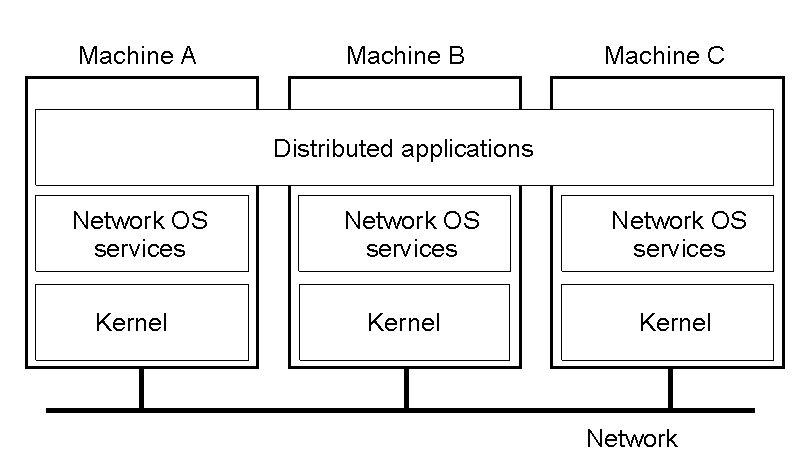 Machine A
Machine B
Machine C
Distributed applications
Network OS
services
Network OS
services
Network OS
services
Kernel
Kernel
Kernel
Network